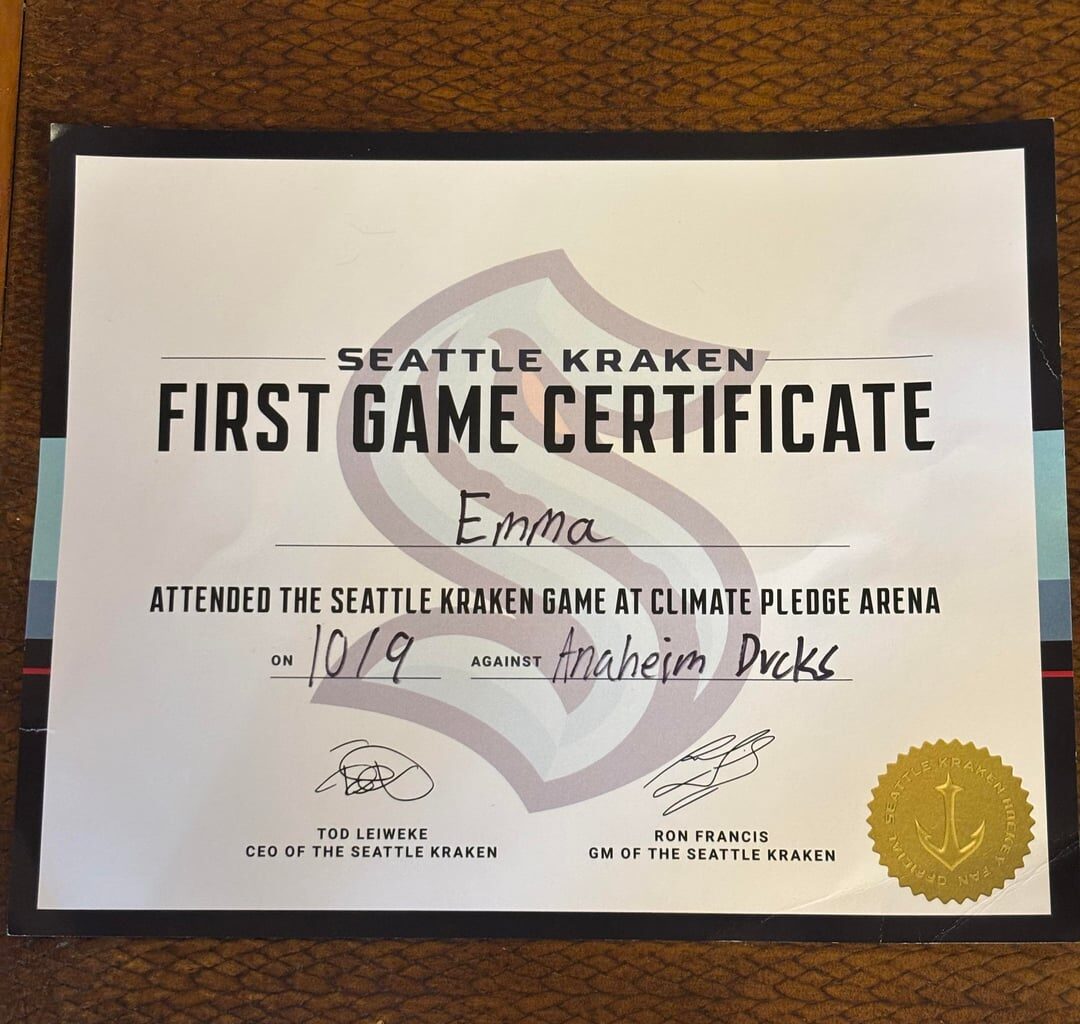 SEATTLE KRAKEN
FIRST GAME CERTIFICATE
Emma
ATTENDED THE SEATTLE KRAKEN GAME AT CLIMATE PLEDGE ARENA
ON 10/9 AGAINST Anaheim Ducks
TOD LEIWEKE
CEO OF THE SEATTLE KRAKEN
RON FRANCIS
GM OF THE SEATTLE KRAKEN
OFFICIAL SEATTLE KRAKEN HOCKEY FAN